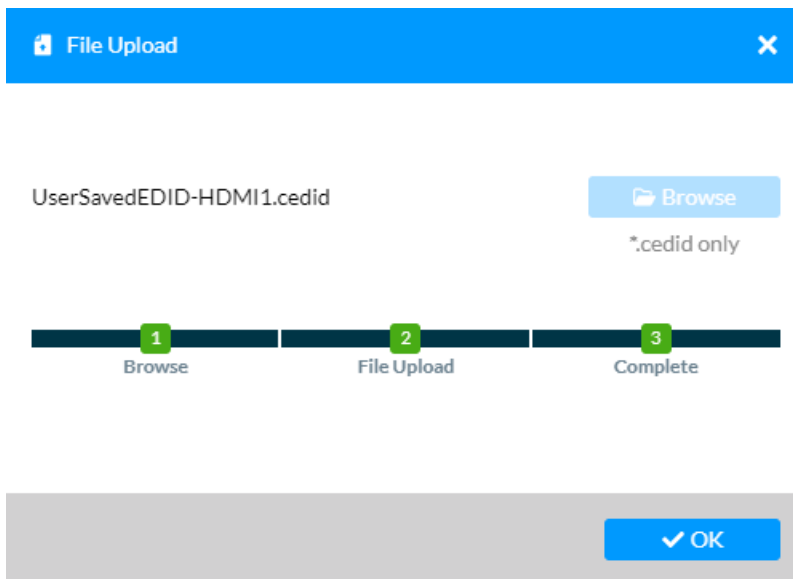 File Upload
UserSavedEDID-HDMI1.cedid
Browse
*.cedid only
1
2
3
Browse
File Upload
Complete
OK